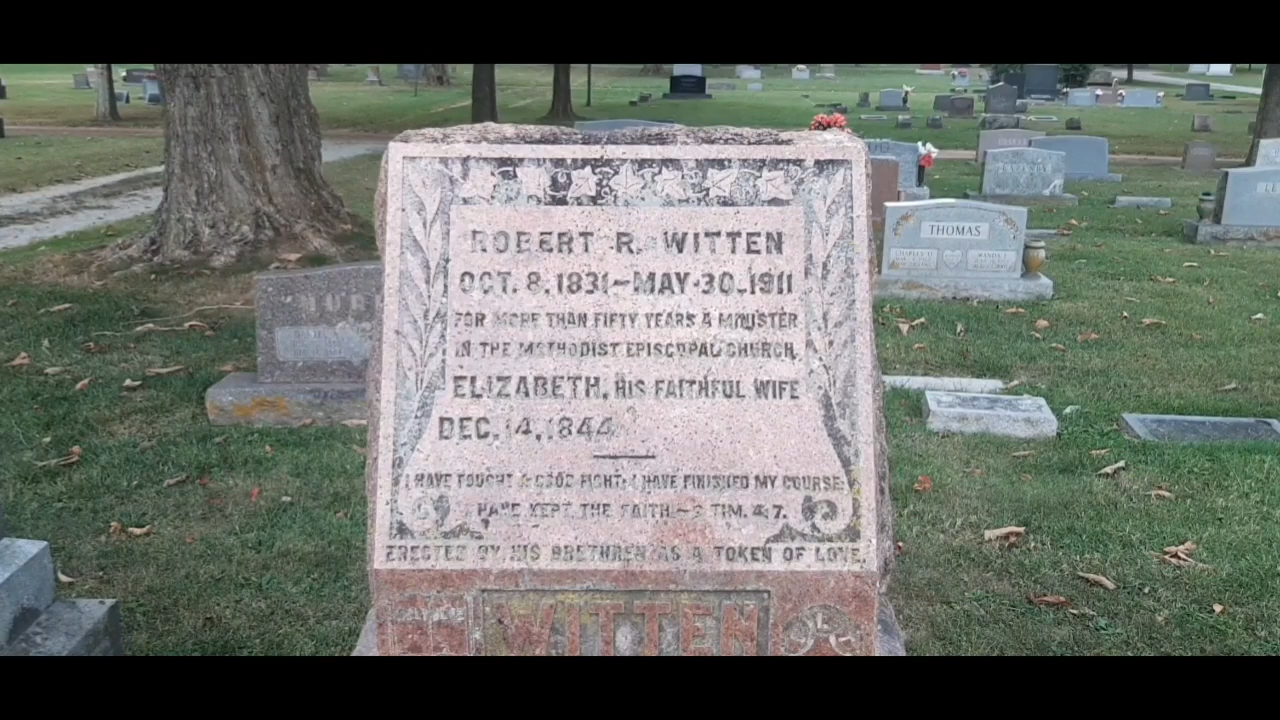 ROBERT R. WITTEN
OCT. 8, 1831–MAY 30, 1911
FOR MORE THAN FIFTY YEARS A MINISTER
IN THE METHODIST EPISCOPAL CHURCH,
ELIZABETH, HIS FAITHFUL WIFE
DEC. 14, 1844
I HAVE FOUGHT A GOOD FIGHT: I HAVE FINISHED MY COURSE:
HAVE KEPT THE FAITH.–2 TIM. 4:7.
ERECTED BY HIS BRETHREN AS A TOKEN OF LOVE.
WITTEN
THOMAS